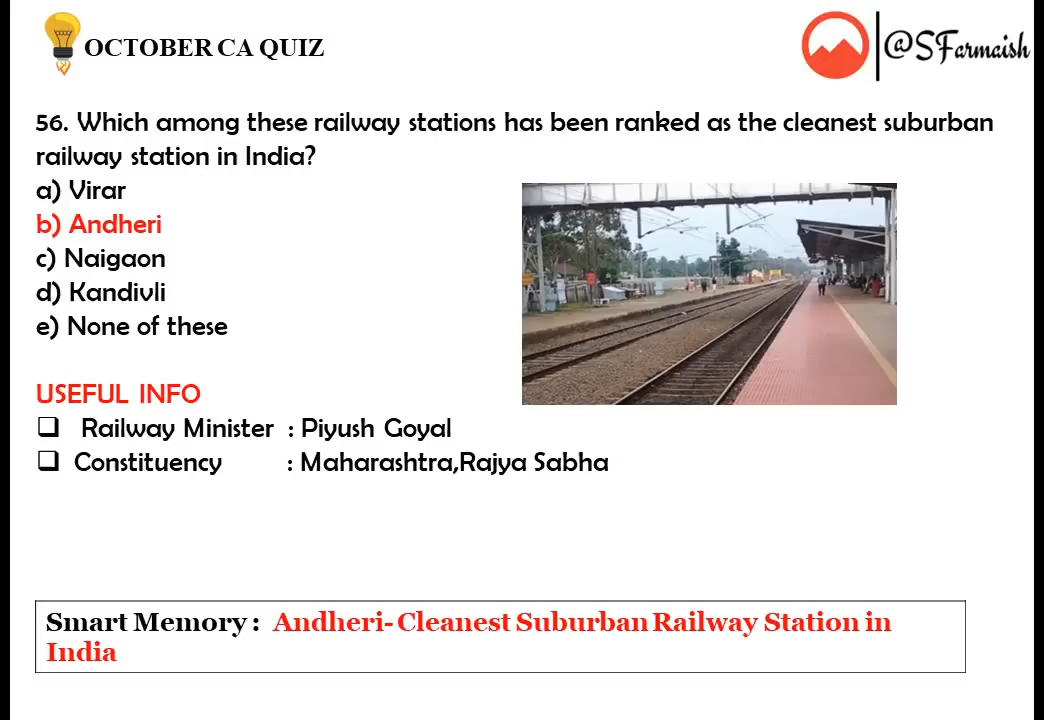 OCTOBER CA QUIZ
@SFarmaish
56. Which among these railway stations has been ranked as the cleanest suburban
railway station in India?
a) Virar
b) Andheri
c) Naigaon
d) Kandivli
e) None of these
USEFUL INFO
❑ Railway Minister : Piyush Goyal
❑ Constituency : Maharashtra,Rajya Sabha
Smart Memory : Andheri- Cleanest Suburban Railway Station in
India